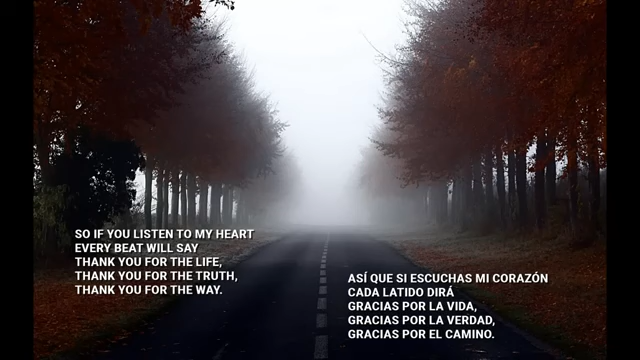 SO IF YOU LISTEN TO MY HEART
EVERY BEAT WILL SAY
THANK YOU FOR THE LIFE,
THANK YOU FOR THE TRUTH,
THANK YOU FOR THE WAY.
ASÍ QUE SI ESCUCHAS MI CORAZÓN
CADA LATIDO DIRÁ
GRACIAS POR LA VIDA,
GRACIAS POR LA VERDAD,
GRACIAS POR EL CAMINO.